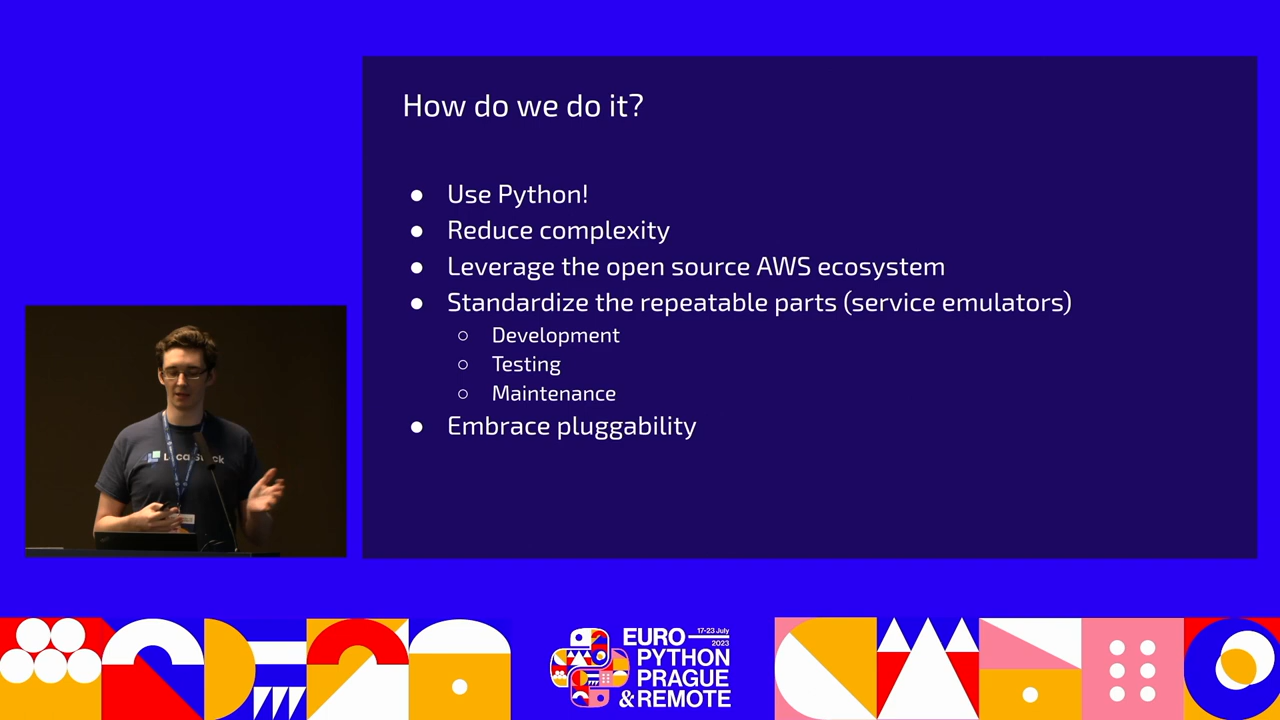 How do we do it?
● Use Python!
● Reduce complexity
● Leverage the open source AWS ecosystem
● Standardize the repeatable parts (service emulators)
○ Development
○ Testing
○ Maintenance
● Embrace pluggability
EURO
17-23 July
2023
PYTHON
PRAGUE
& REMOTE